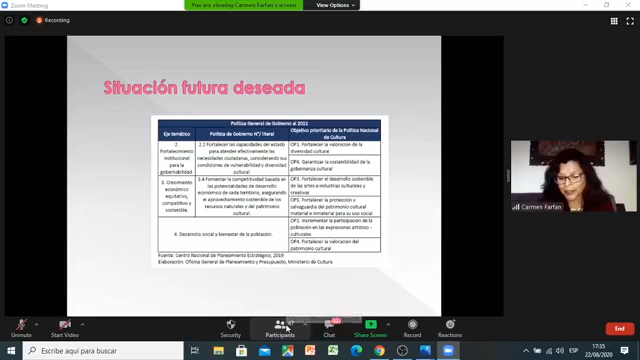 Zoom Meeting
You are viewing Carmen Farfan's screen
View Options
Recording
Situación futura deseada
Política General de Gobierno al 2021
Eje temático
Política de Gobierno N°/ literal
Objetivo prioritario de la Política Nacional
de Cultura
2.
Fortalecimiento
institucional para
la gobernabilidad.
2.2 Fortalecer las capacidades del estado
para atender efectivamente las
necesidades ciudadanas, considerando sus
condiciones de vulnerabilidad y diversidad
cultural.
OP1. Fortalecer la valoración de la
diversidad cultural
OP6. Garantizar la sostenibilidad de la
gobernanza cultural
3. Crecimiento
económico
equitativo,
competitivo y
sostenible
3.4 Fomentar la competitividad basada en
las potencialidades de desarrollo
económico de cada territorio, asegurando
el aprovechamiento sostenible de los
recursos naturales y del patrimonio
cultural.
OP3. Fortalecer el desarrollo sostenible
de las artes e industrias culturales y
creativas
OP5. Fortalecer la protección y
salvaguardia del patrimonio cultural
material e inmaterial para su uso social
4. Desarrollo social y bienestar de la población.
OP2. Incrementar la participación de la
población en las expresiones artístico -
culturales
OP4. Fortalecer la valoración del
patrimonio cultural
Fuente: Centro Nacional de Planeamiento Estratégico, 2019
Elaboración: Oficina General de Planeamiento y Presupuesto, Ministerio de Cultura
Carmen Farfan
Unmute
Start Video
Security
Participants
Chat
Share Screen
Record
Reactions
End
Escribe aquí para buscar
ESP
17:35
22/08/2020